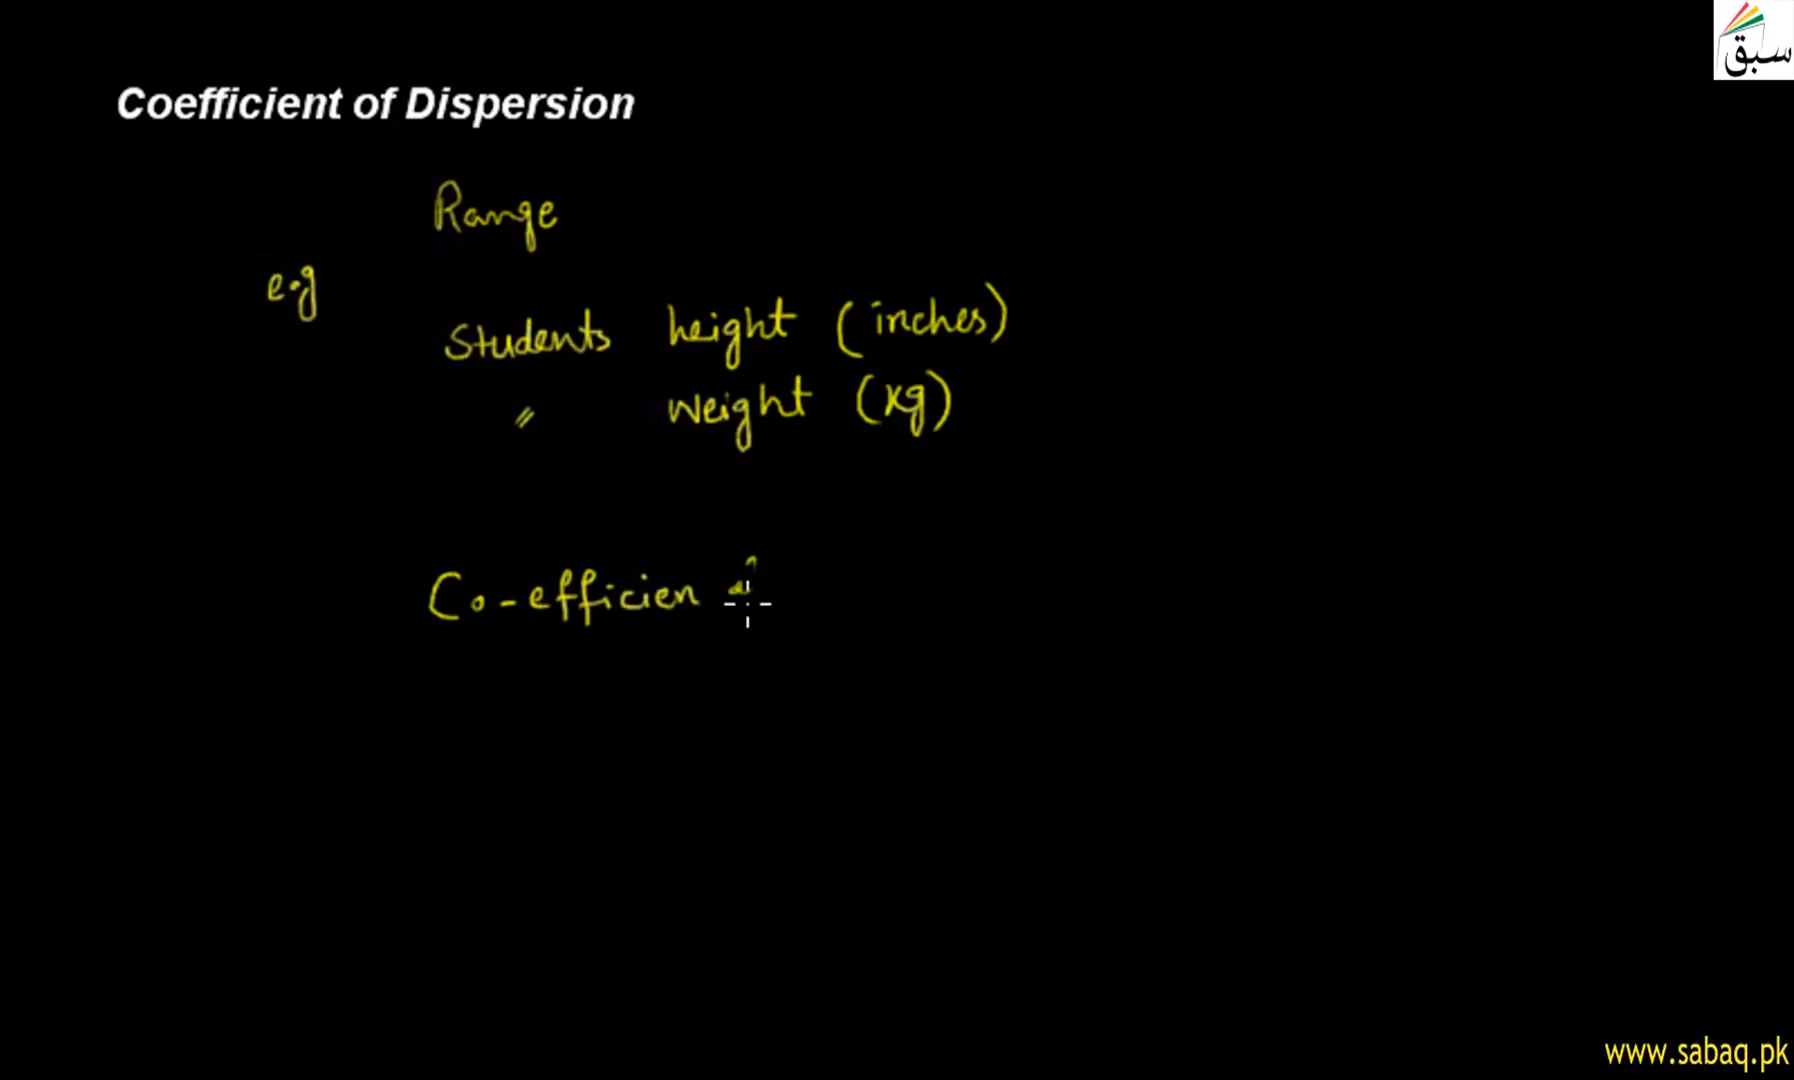 سبق
Coefficient of Dispersion
Range
e.g
Students height (inches)
〃 weight (kg)
Co-efficien
www.sabaq.pk